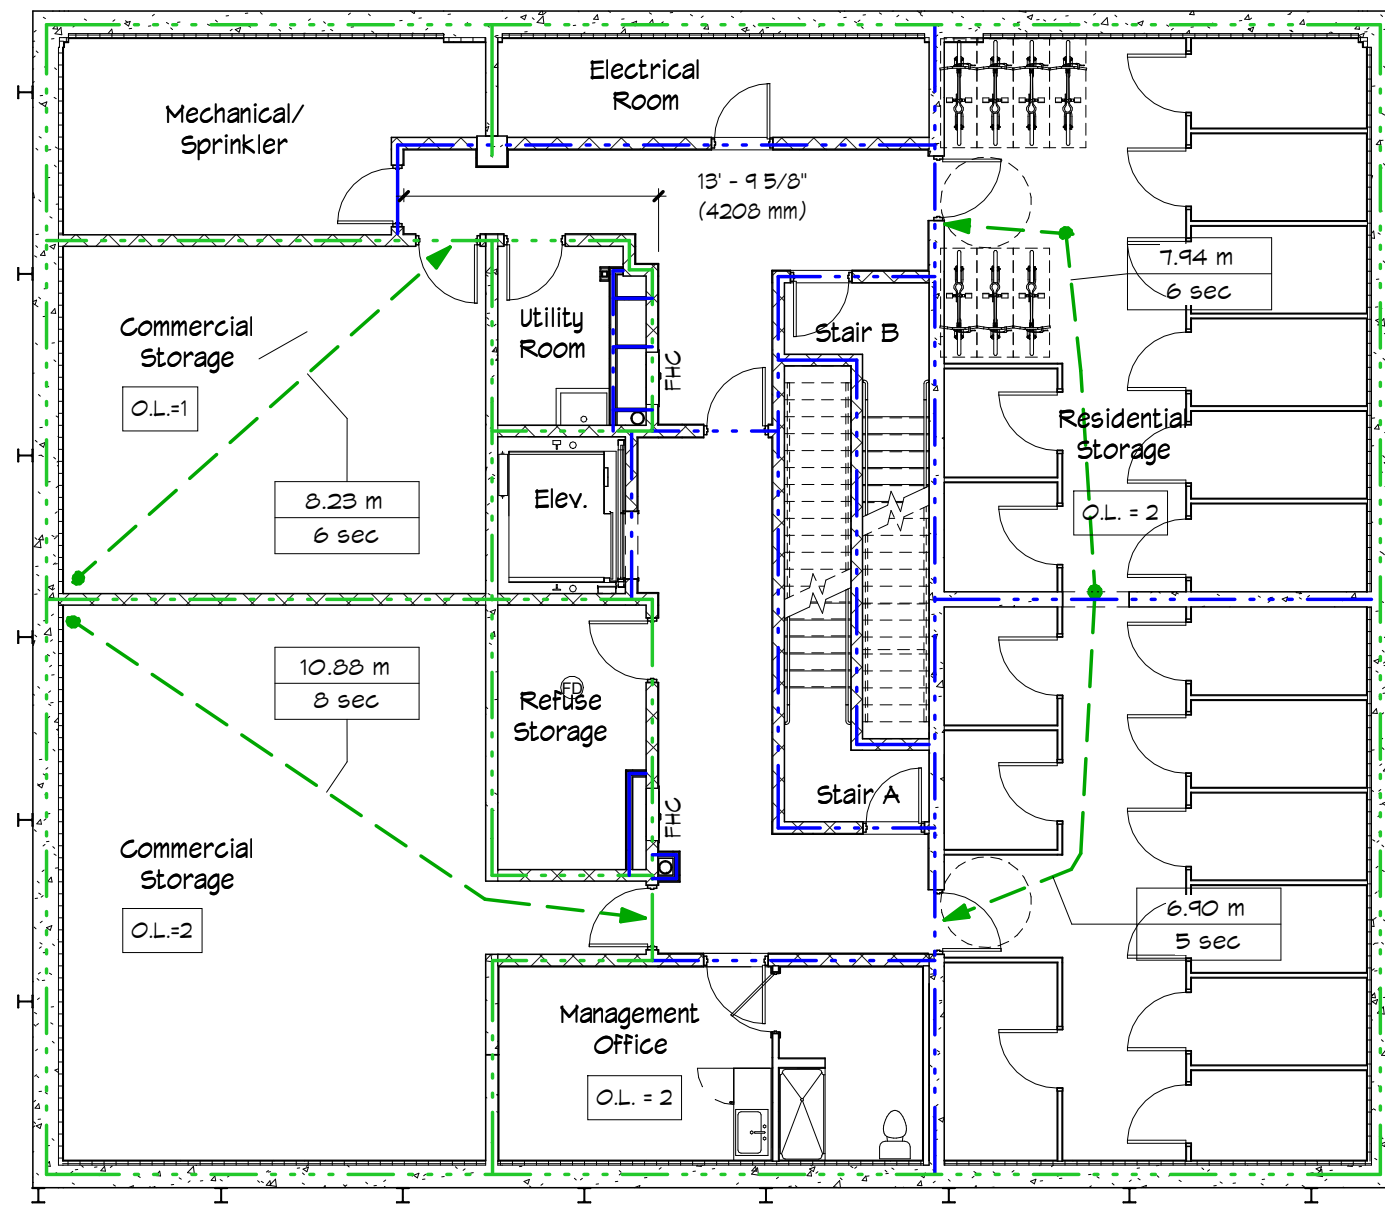 Electrical
Room
Mechanical/
Sprinkler
13' - 9 5/8"
(4208 mm)
7.94 m
6 sec
Commercial
Storage
O.L.=1
Utility
Room
FHC
Stair B
Residential
Storage
O.L. = 2
8.23 m
6 sec
Elev.
10.88 m
8 sec
FD
Refuse
Storage
FHC
Stair A
Commercial
Storage
O.L.=2
6.90 m
5 sec
Management
Office
O.L. = 2